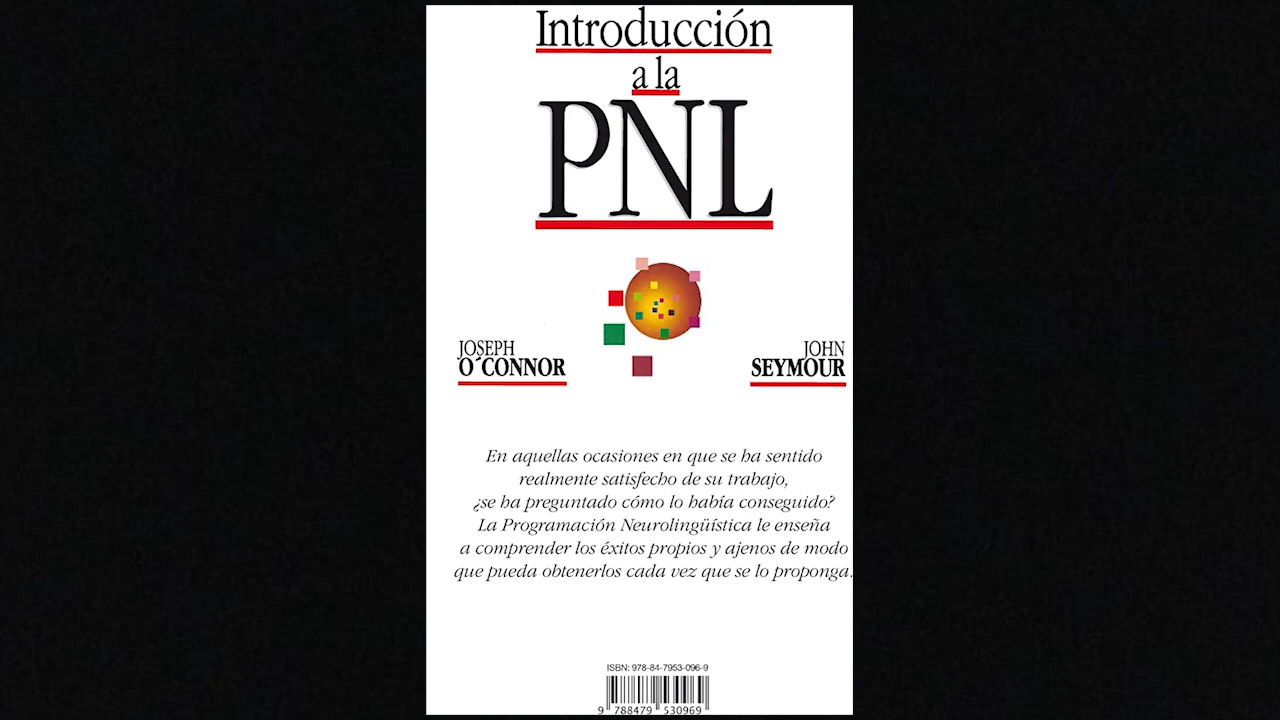 Introducción
a la
PNL
JOSEPH
O´CONNOR
JOHN
SEYMOUR
En aquellas ocasiones en que se ha sentido
realmente satisfecho de su trabajo,
¿se ha preguntado cómo lo había conseguido?
La Programación Neurolingüística le enseña
a comprender los éxitos propios y ajenos de modo
que pueda obtenerlos cada vez que se lo proponga.
ISBN: 978-84-7953-096-9
9 788479 530969